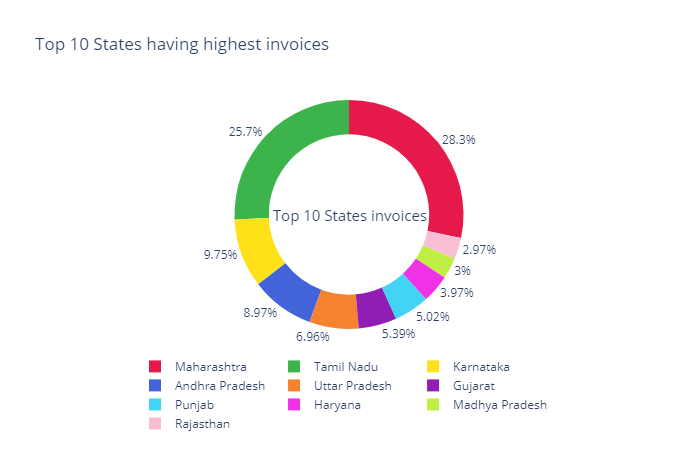 Top 10 States having highest invoices
25.7%
28.3%
Top 10 States invoices
9.75%
2.97%
3%
3.97%
8.97%
5.02%
6.96%
5.39%
Maharashtra
Tamil Nadu
Karnataka
Andhra Pradesh
Uttar Pradesh
Gujarat
Punjab
Haryana
Madhya Pradesh
Rajasthan